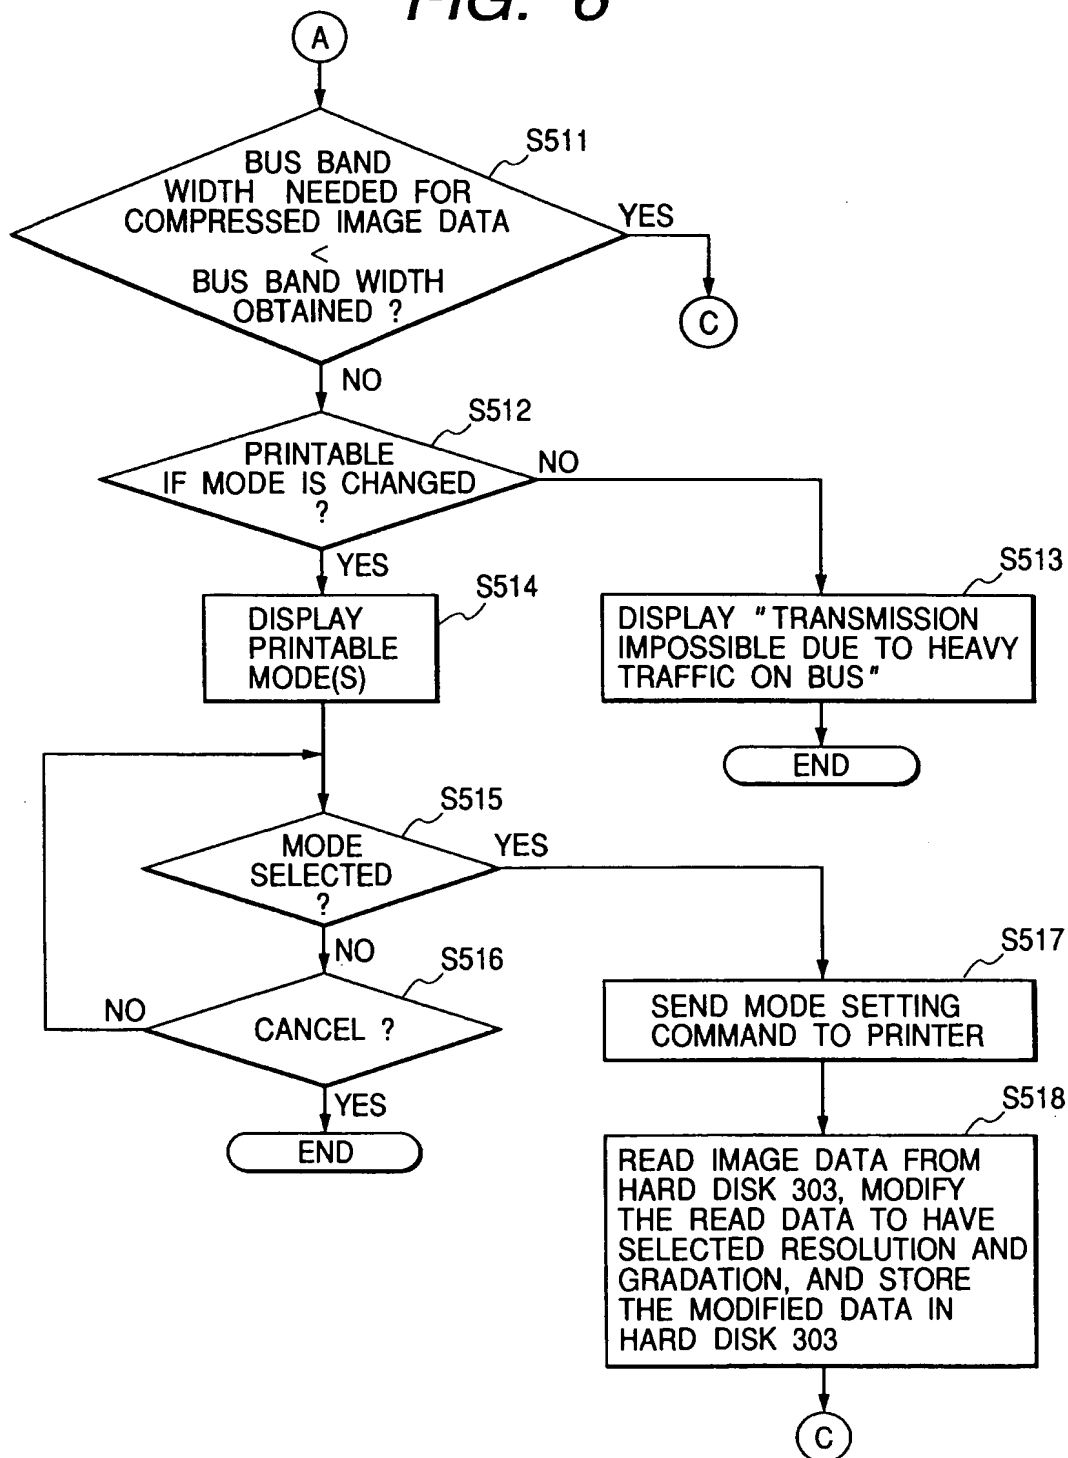 FIG. 6
A
S511
BUS BAND
WIDTH NEEDED FOR
COMPRESSED IMAGE DATA
<
BUS BAND WIDTH
OBTAINED ?
YES
C
NO
S512
PRINTABLE
IF MODE IS CHANGED
?
NO
YES
S513
DISPLAY "TRANSMISSION
IMPOSSIBLE DUE TO HEAVY
TRAFFIC ON BUS"
END
S514
DISPLAY
PRINTABLE
MODE(S)
S515
MODE
SELECTED
?
YES
NO
S516
CANCEL ?
NO
YES
END
S517
SEND MODE SETTING
COMMAND TO PRINTER
S518
READ IMAGE DATA FROM
HARD DISK 303, MODIFY
THE READ DATA TO HAVE
SELECTED RESOLUTION AND
GRADATION, AND STORE
THE MODIFIED DATA IN
HARD DISK 303
C